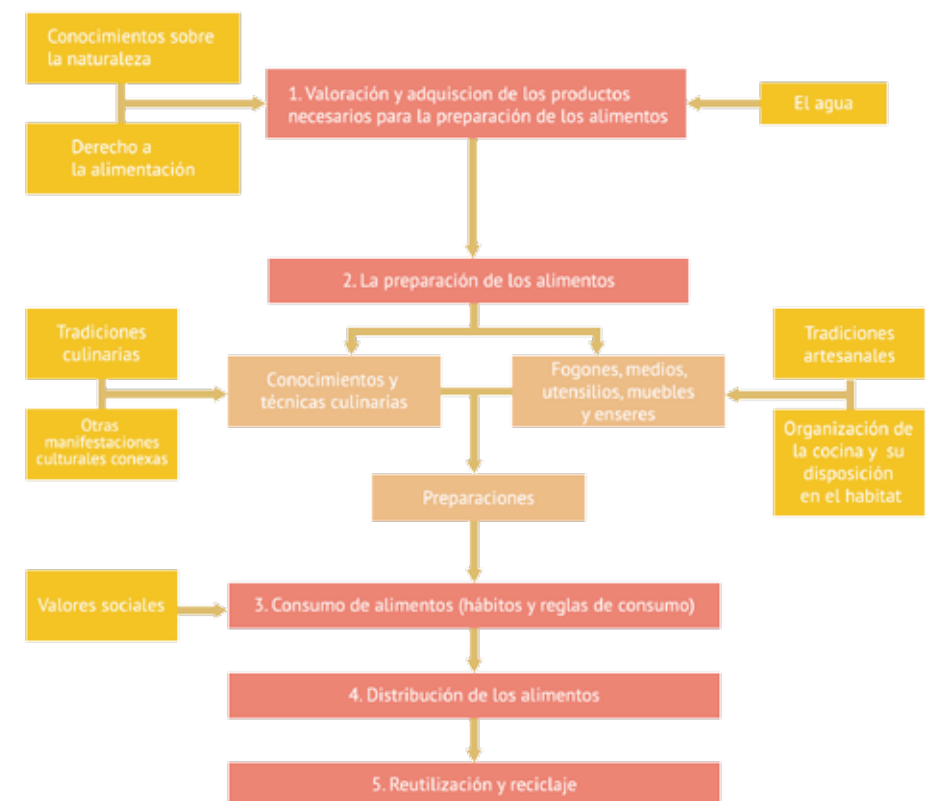 Conocimientos sobre
la naturaleza
1. Valoración y adquiscion de los productos
necesarios para la preparación de los alimentos
El agua
Derecho a
la alimentación
2. La preparación de los alimentos
Tradiciones
culinarias
Conocimientos y
técnicas culinarias
Fogones, medios,
utensilios, muebles
y enseres
Tradiciones
artesanales
Otras
manifestaciones
culturales conexas
Organización de
la cocina y su
disposición
en el habitat
Preparaciones
Valores sociales
3. Consumo de alimentos (hábitos y reglas de consumo)
4. Distribución de los alimentos
5. Reutilización y reciclaje